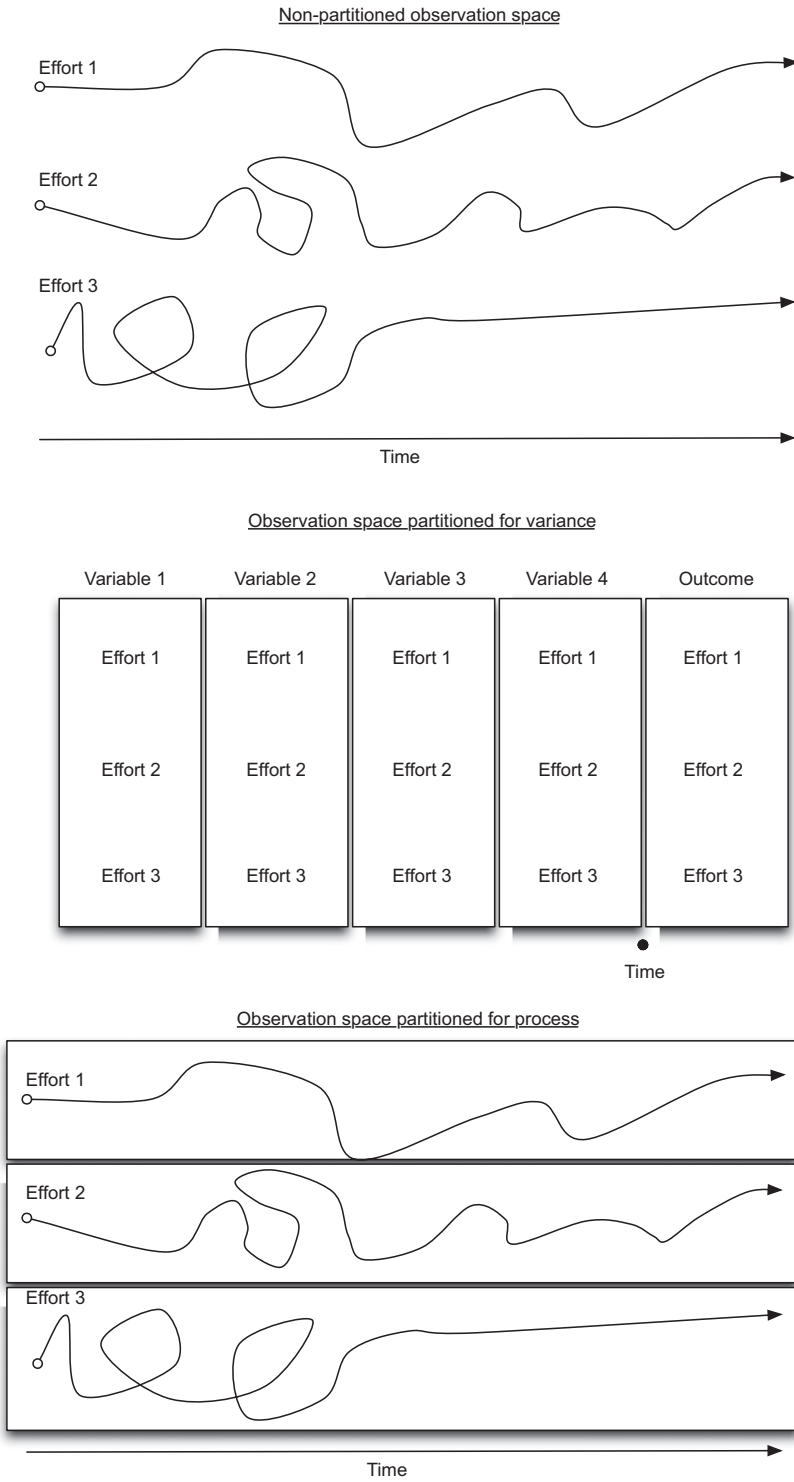 Non-partitioned observation space
Effort 1
Effort 2
Effort 3
Time
Observation space partitioned for variance
Variable 1 Variable 2 Variable 3 Variable 4 Outcome
Effort 1 Effort 1 Effort 1 Effort 1 Effort 1
Effort 2 Effort 2 Effort 2 Effort 2 Effort 2
Effort 3 Effort 3 Effort 3 Effort 3 Effort 3
Time
Observation space partitioned for process
Effort 1
Effort 2
Effort 3
Time